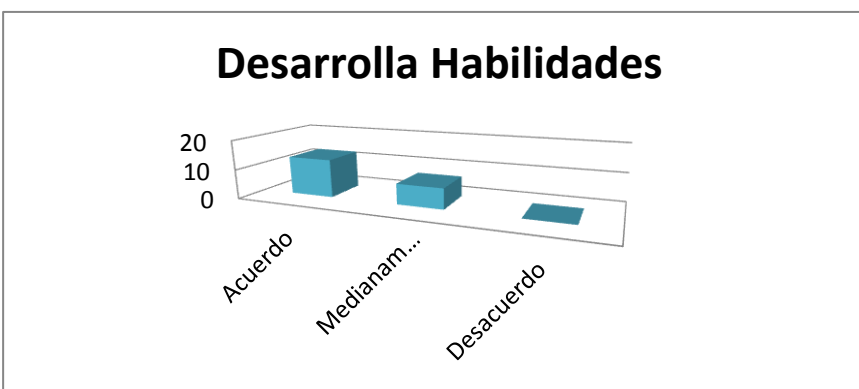 Desarrolla Habilidades
20
10
0
Acuerdo
Medianam...
Desacuerdo